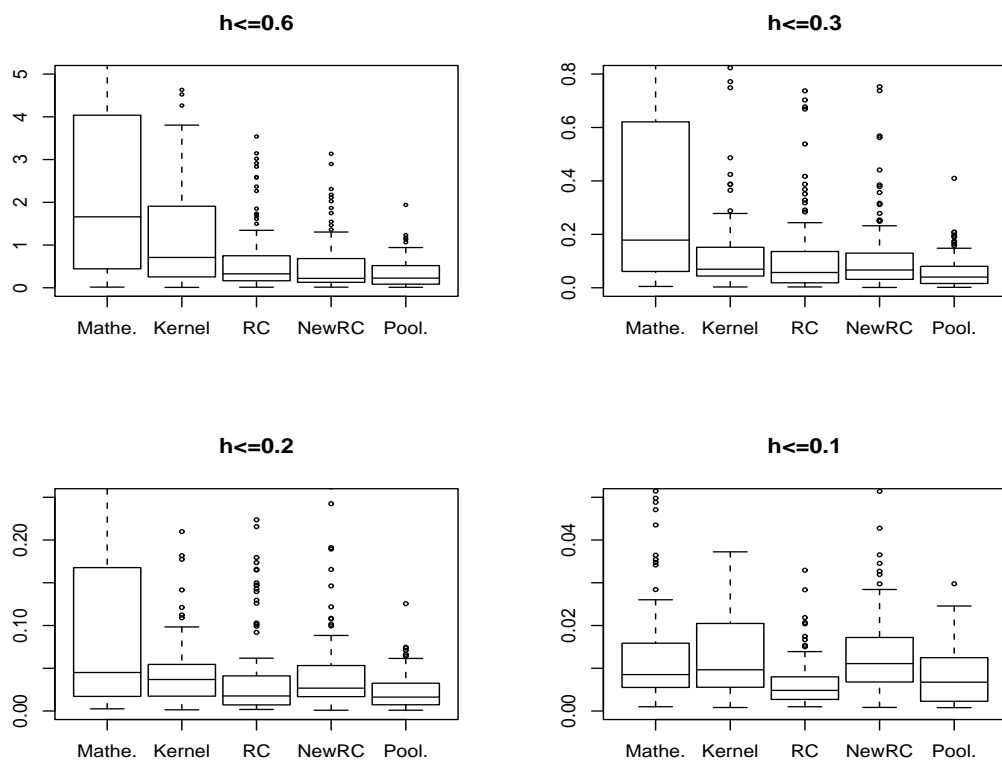 h<=0.6
5
4
3
2
1
0
Mathe. Kernel RC NewRC Pool.
h<=0.3
0.8
0.6
0.4
0.2
0.0
Mathe. Kernel RC NewRC Pool.
h<=0.2
0.20
0.10
0.00
Mathe. Kernel RC NewRC Pool.
h<=0.1
0.04
0.02
0.00
Mathe. Kernel RC NewRC Pool.